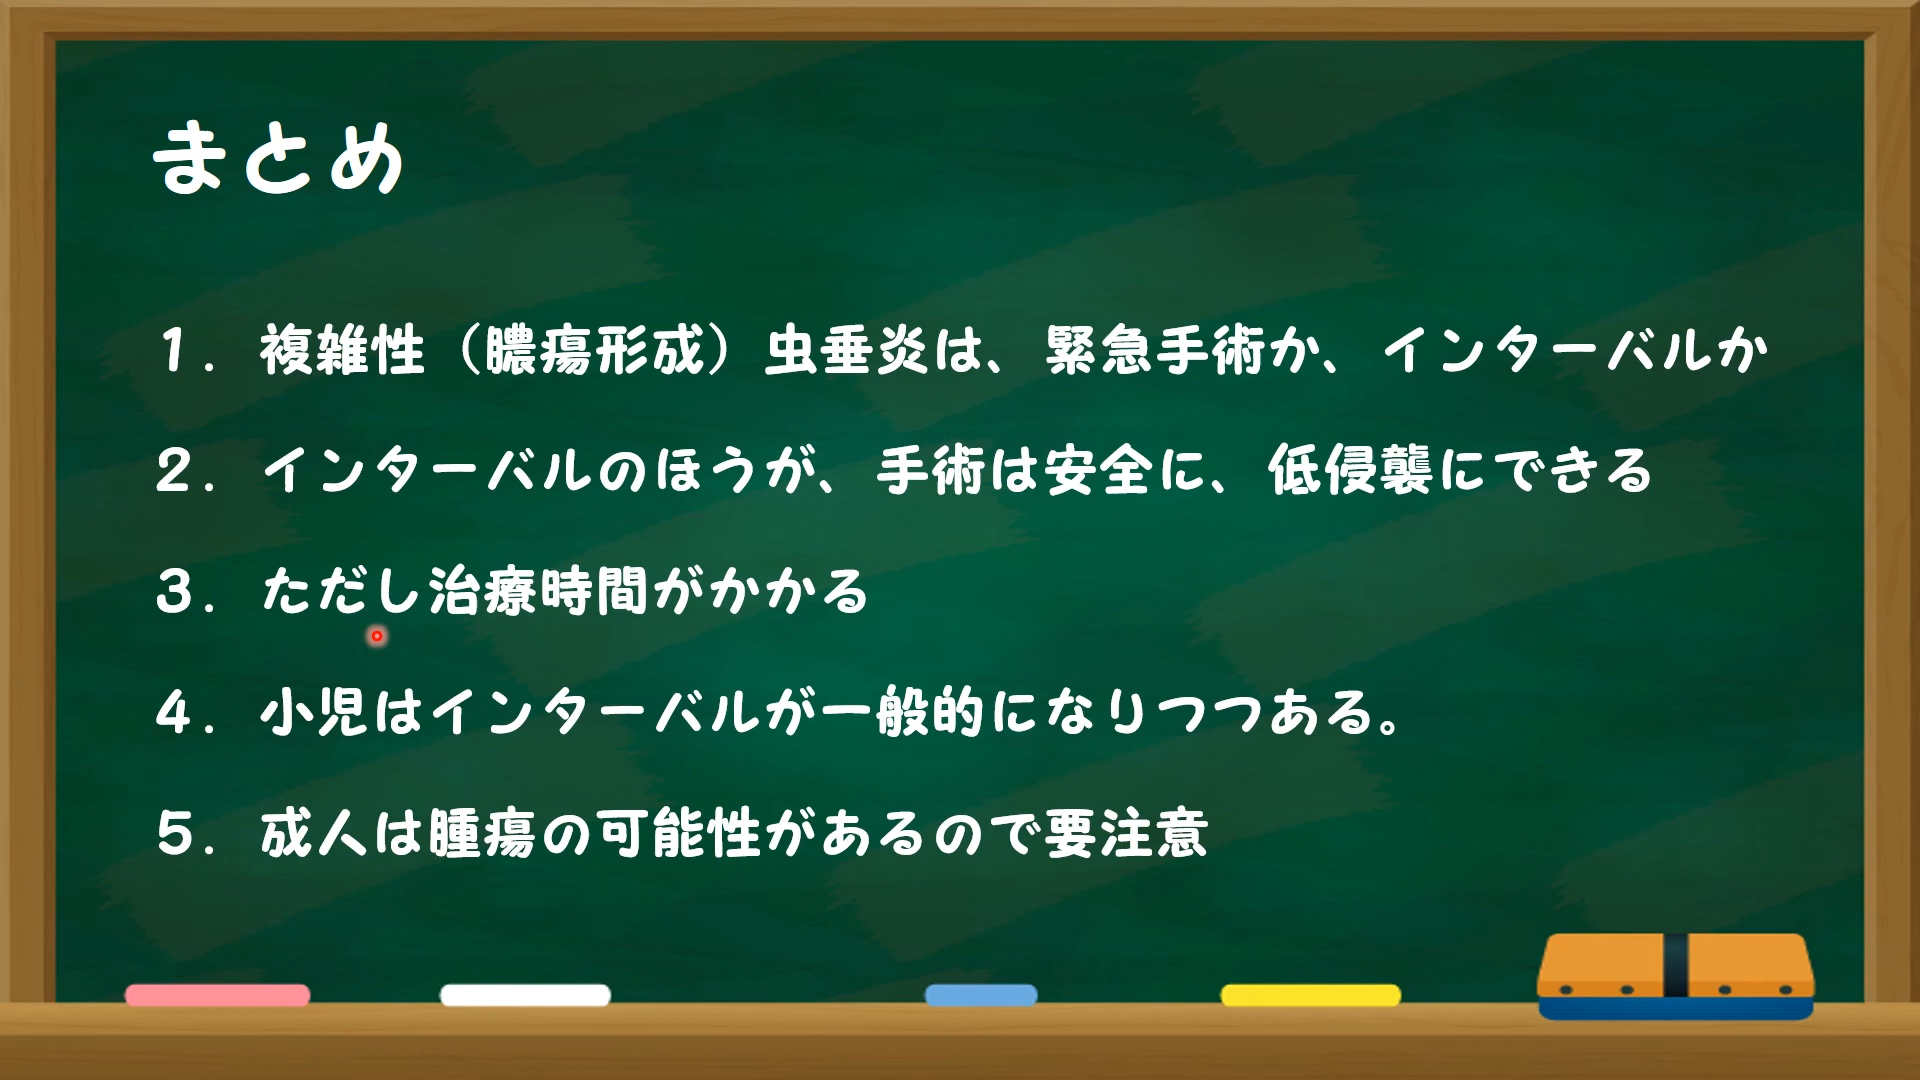 まとめ
１．複雑性（膿瘍形成）虫垂炎は、緊急手術か、インターバルか
２．インターバルのほうが、手術は安全に、低侵襲にできる
３．ただし治療時間がかかる
４．小児はインターバルが一般的になりつつある。
５．成人は腫瘍の可能性があるので要注意